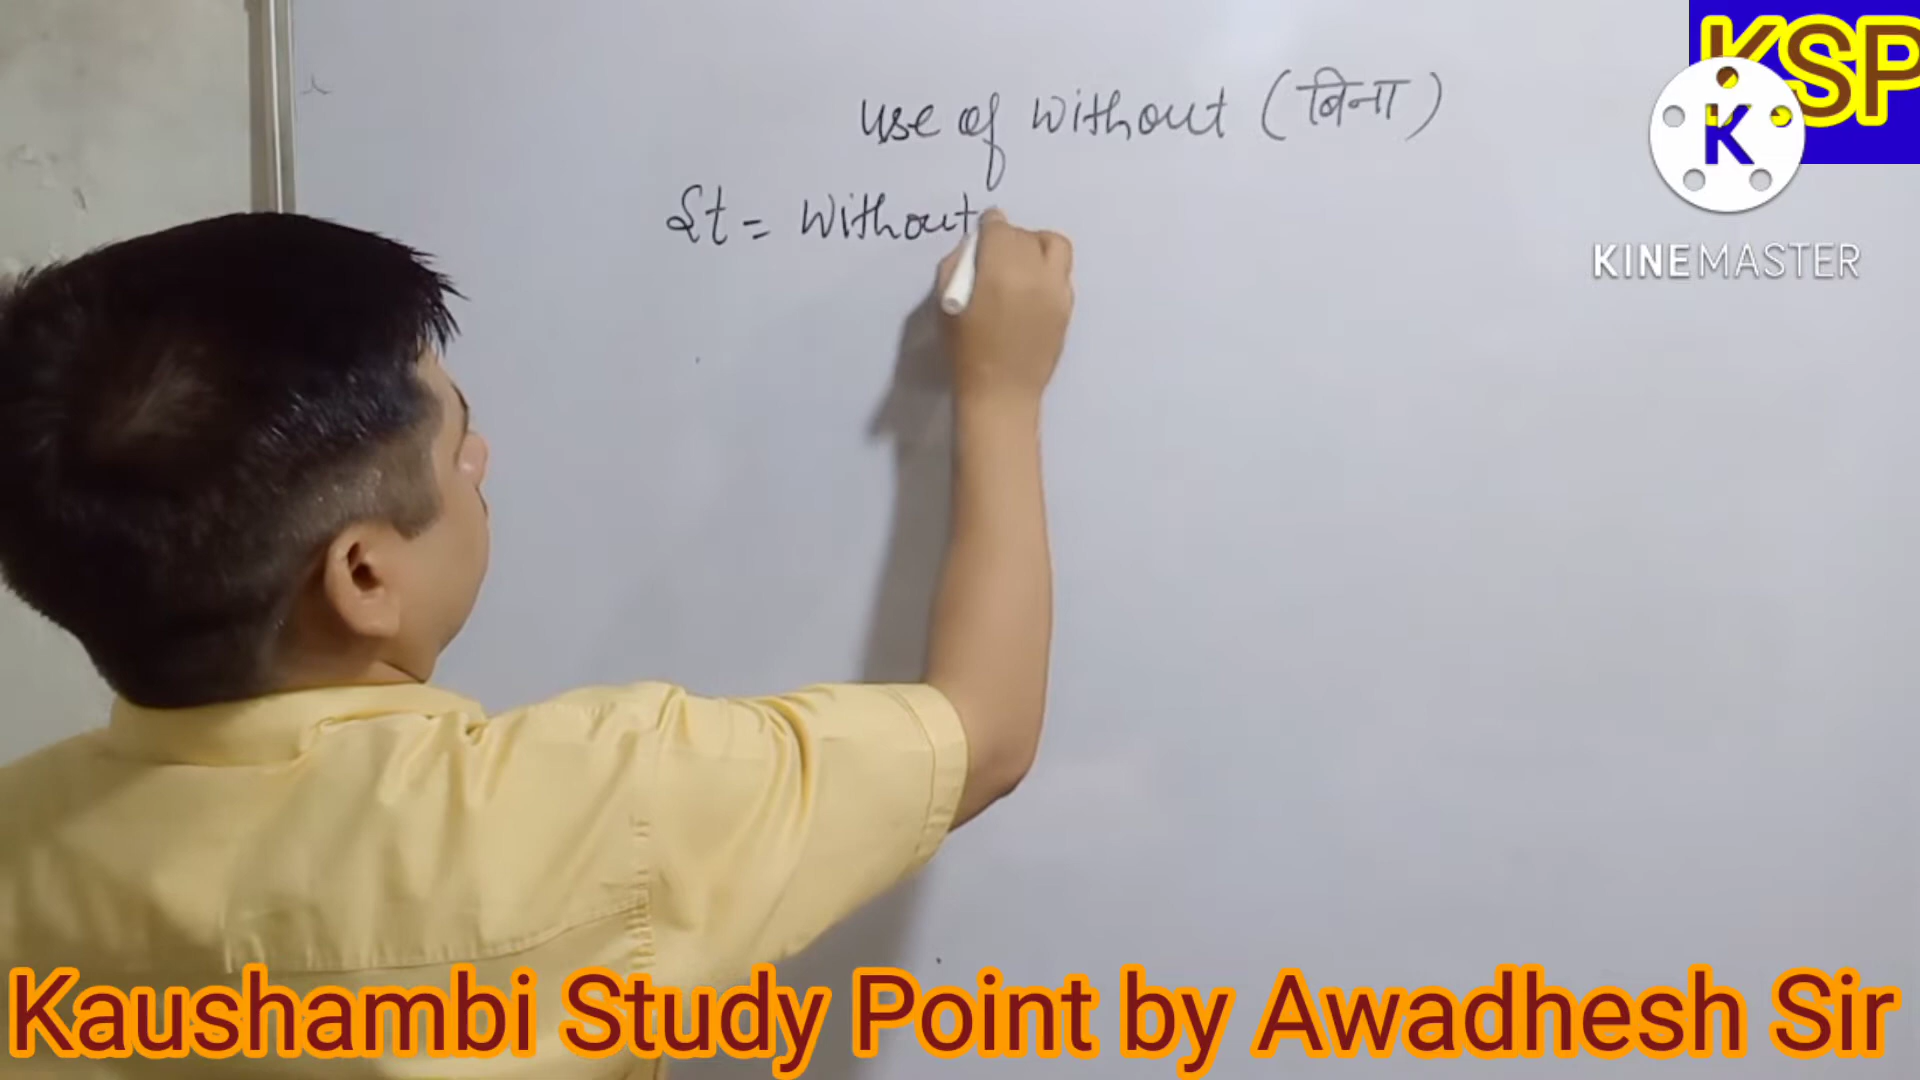 KSP
K
KINEMASTER
use of without (बिना)
St = Without
Kaushambi Study Point by Awadhesh Sir